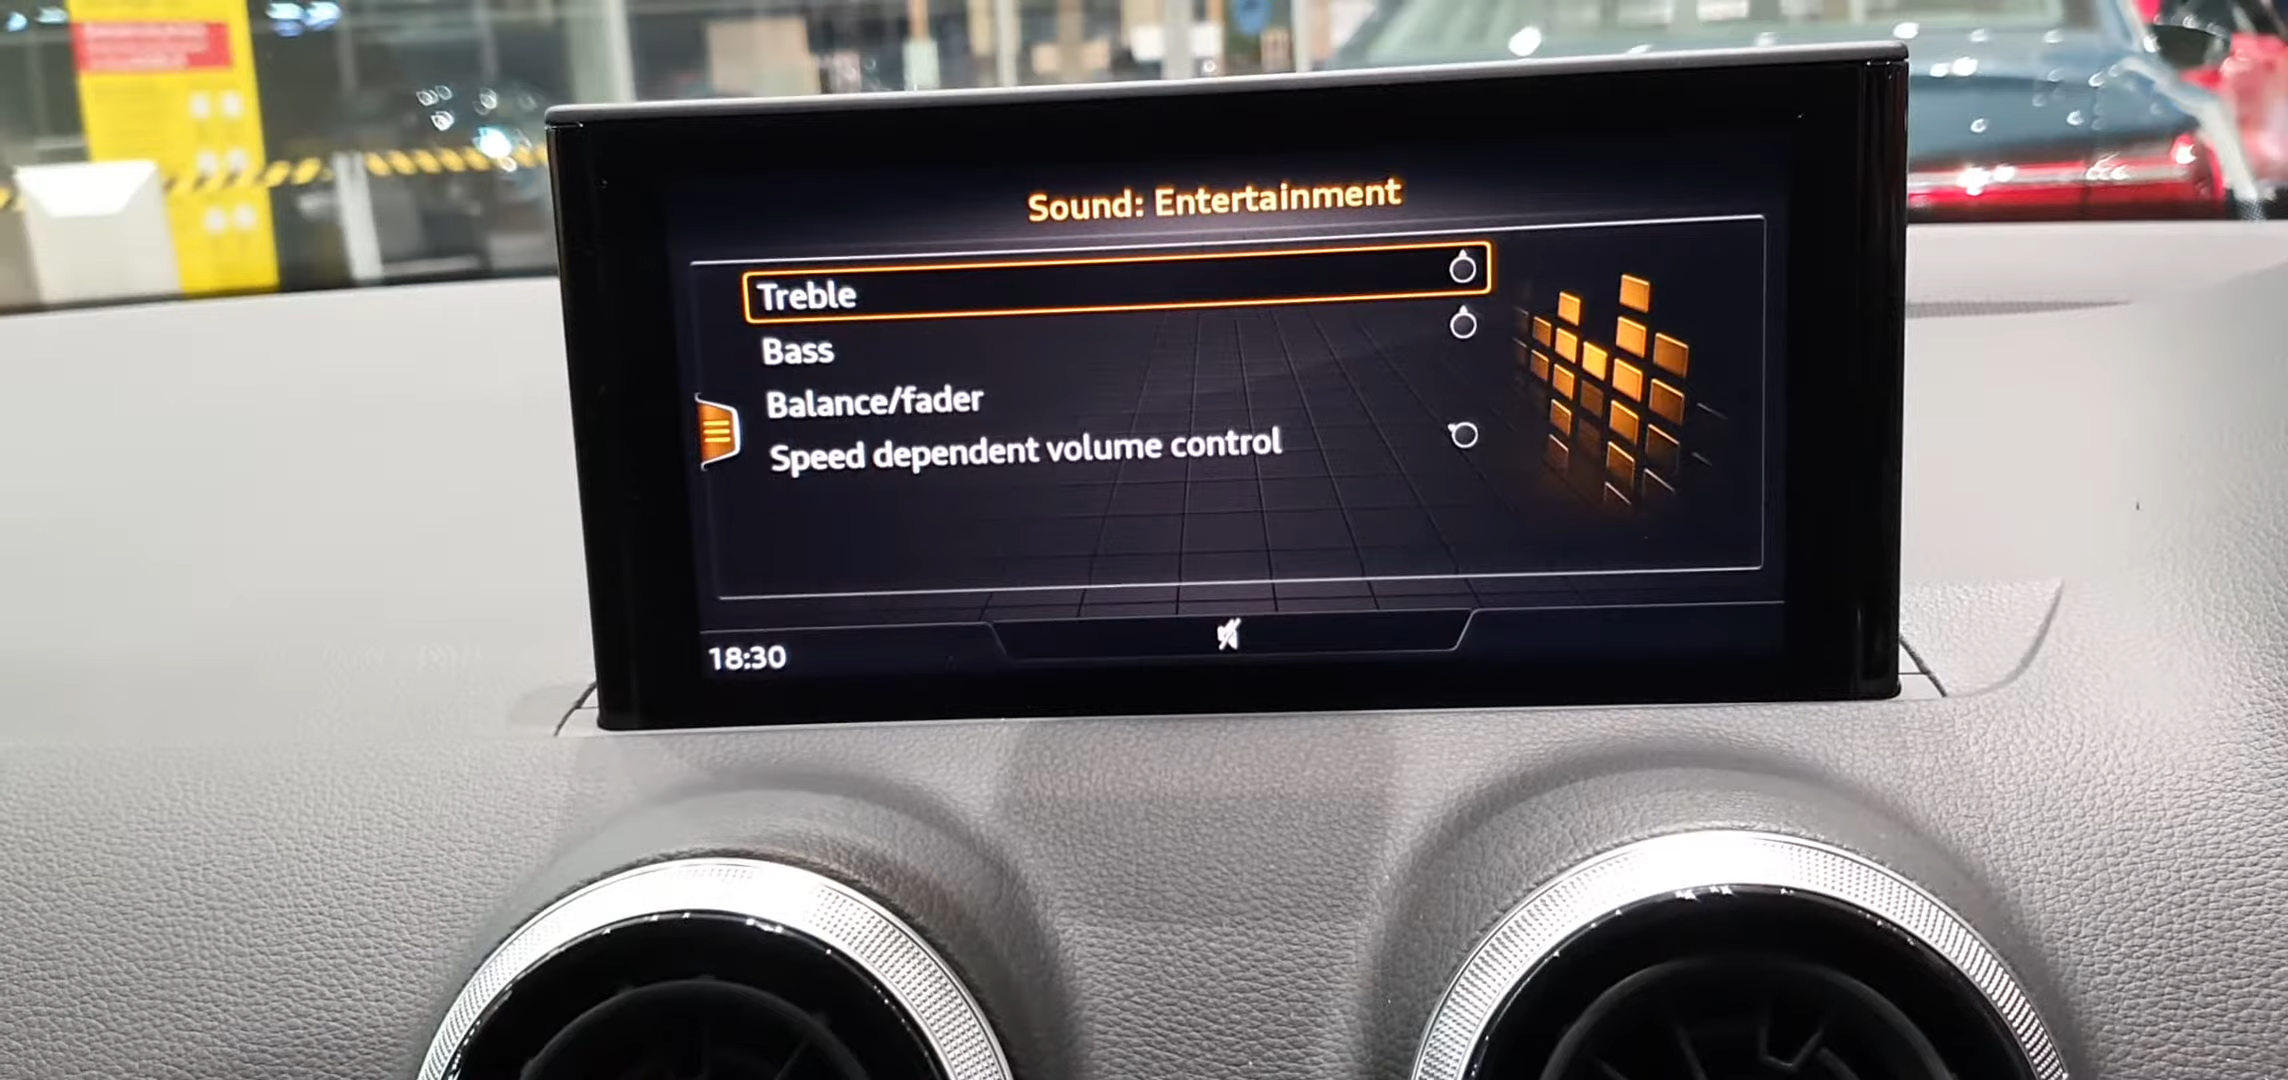 Sound: Entertainment
Treble
Bass
Balance/fader
Speed dependent volume control
18:30